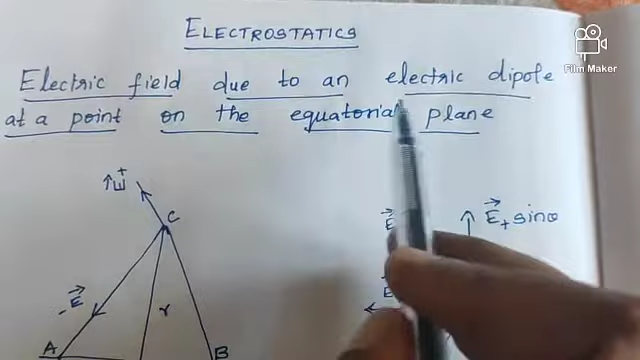 ELECTROSTATICS
Film Maker
Electric field due to an electric dipole
at a point on the equatorial plane
E+
C
E+ sinθ
E
-E
r
E
A
B